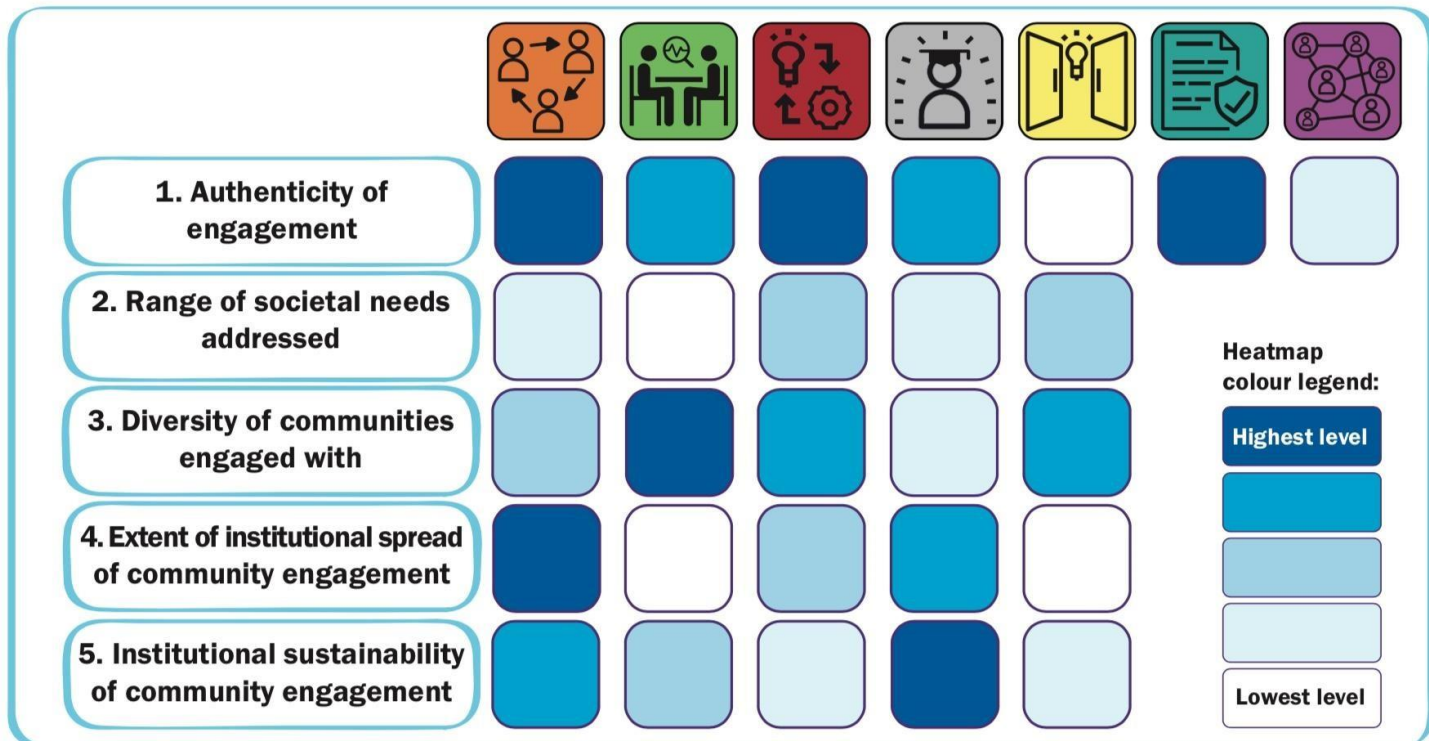 1. Authenticity of
engagement
2. Range of societal needs
addressed
3. Diversity of communities
engaged with
4. Extent of institutional spread
of community engagement
5. Institutional sustainability
of community engagement
Heatmap
colour legend:
Highest level
Lowest level